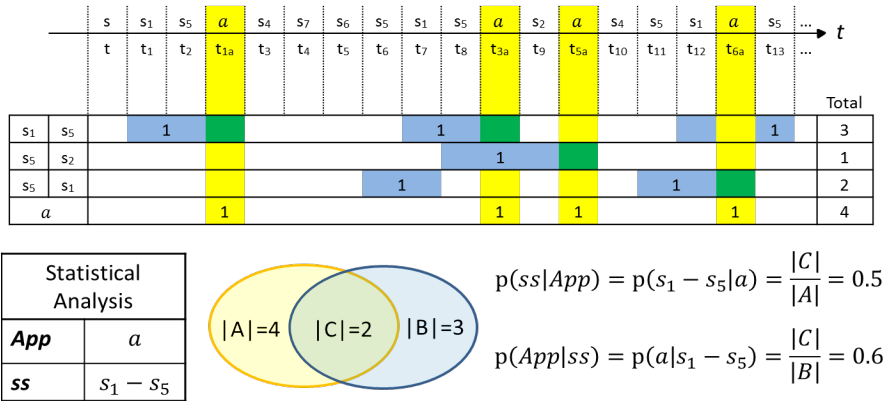 s s₁ s₅ a s₄ s₇ s₆ s₅ s₁ s₅ a s₂ a s₄ s₅ s₁ a s₅ ...
t
t t₁ t₂ t₁ₐ t₃ t₄ t₅ t₆ t₇ t₈ t₃ₐ t₉ t₅ₐ t₁₀ t₁₁ t₁₂ t₆ₐ t₁₃ ...
Total
s₁ s₅ 1 1 1 3
s₅ s₂ 1 1
s₅ s₁ 1 1 2
a 1 1 1 1 4
Statistical
Analysis
App a
ss s₁ − s₅
|A|=4 |C|=2 |B|=3
p(ss|App) = p(s₁ − s₅|a) = |C|/|A| = 0.5
p(App|ss) = p(a|s₁ − s₅) = |C|/|B| = 0.6